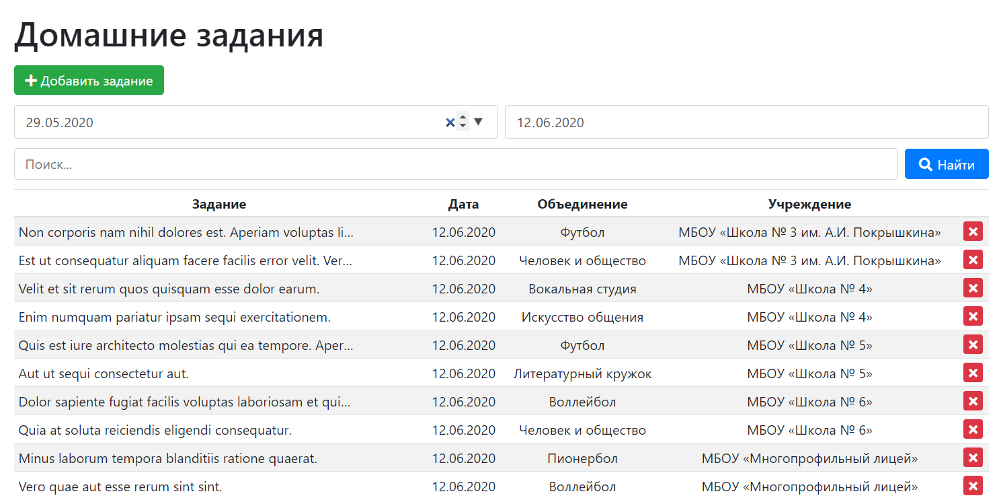 Домашние задания
Добавить задание
29.05.2020 12.06.2020
Поиск... Найти
Задание Дата Объединение Учреждение
Non corporis nam nihil dolores est. Aperiam voluptas li... 12.06.2020 Футбол МБОУ «Школа № 3 им. А.И. Покрышкина»
Est ut consequatur aliquam facere facilis error velit. Ver... 12.06.2020 Человек и общество МБОУ «Школа № 3 им. А.И. Покрышкина»
Velit et sit rerum quos quisquam esse dolor earum. 12.06.2020 Вокальная студия МБОУ «Школа № 4»
Enim numquam pariatur ipsam sequi exercitationem. 12.06.2020 Искусство общения МБОУ «Школа № 4»
Quis est iure architecto molestias qui ea tempore. Aper... 12.06.2020 Футбол МБОУ «Школа № 5»
Aut ut sequi consectetur aut. 12.06.2020 Литературный кружок МБОУ «Школа № 5»
Dolor sapiente fugiat facilis voluptas laboriosam et qui... 12.06.2020 Воллейбол МБОУ «Школа № 6»
Quia at soluta reiciendis eligendi consequatur. 12.06.2020 Человек и общество МБОУ «Школа № 6»
Minus laborum tempora blanditiis ratione quaerat. 12.06.2020 Пионербол МБОУ «Многопрофильный лицей»
Vero quae aut esse rerum sint sint. 12.06.2020 Воллейбол МБОУ «Многопрофильный лицей»